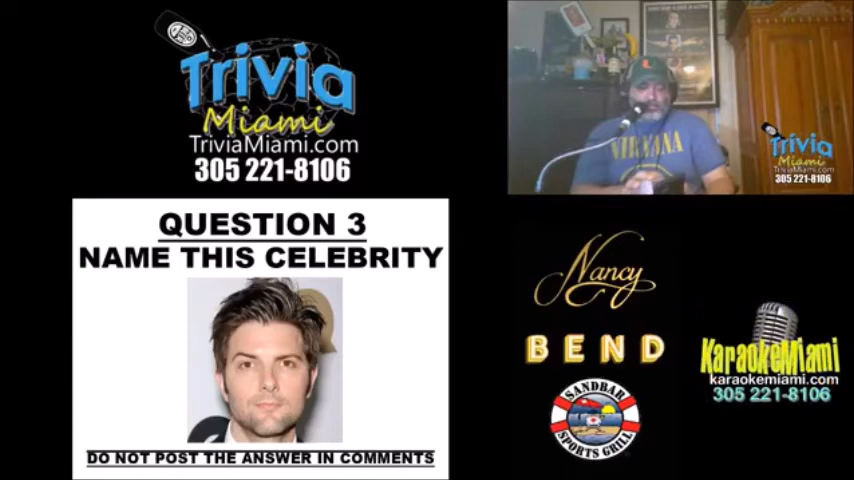 Trivia
Miami
TriviaMiami.com
305 221-8106
NIRVANA
Trivia
Miami
TriviaMiami.com
305 221-8106
QUESTION 3
NAME THIS CELEBRITY
DO NOT POST THE ANSWER IN COMMENTS
Nancy
BEND
SANDBAR
SPORTS GRILL
KaraokeMiami
karaokemiami.com
305 221-8106